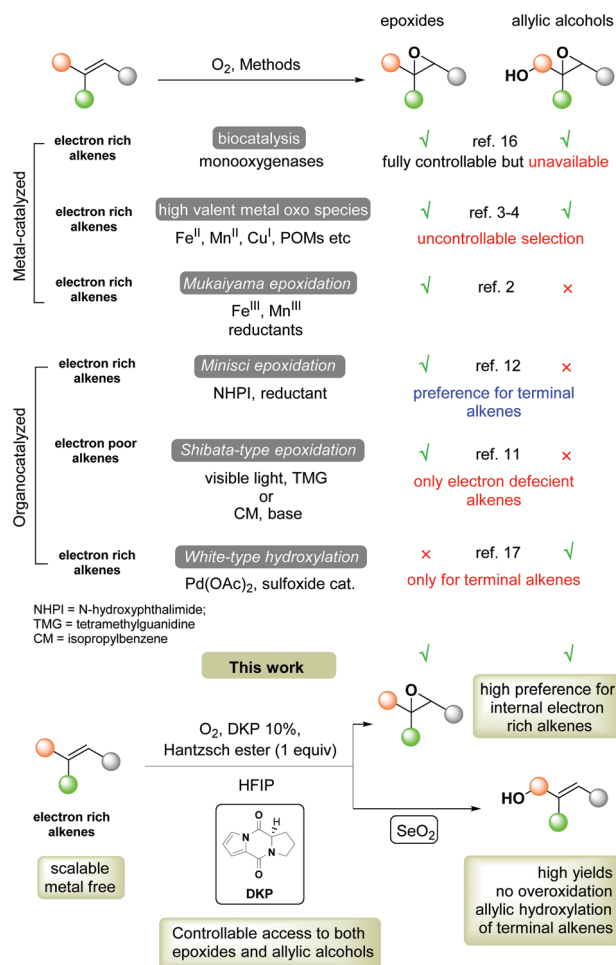 epoxides
allylic alcohols
O2, Methods
O
HO
O
Metal-catalyzed
electron rich
alkenes
biocatalysis
monooxygenases
√ ref. 16 √
fully controllable but unavailable
electron rich
alkenes
high valent metal oxo species
FeII, MnII, CuI, POMs etc
√ ref. 3-4 √
uncontrollable selection
electron rich
alkenes
Mukaiyama epoxidation
FeIII, MnIII
reductants
√ ref. 2 ×
Organocatalyzed
electron rich
alkenes
Minisci epoxidation
NHPI, reductant
√ ref. 12 ×
preference for terminal
alkenes
electron poor
alkenes
Shibata-type epoxidation
visible light, TMG
or
CM, base
√ ref. 11 ×
only electron defecient
alkenes
electron rich
alkenes
White-type hydroxylation
Pd(OAc)2, sulfoxide cat.
× ref. 17 √
only for terminal alkenes
NHPI = N-hydroxyphthalimide;
TMG = tetramethylguanidine
CM = isopropylbenzene
This work
√ √
electron rich
alkenes
scalable
metal free
O2, DKP 10%,
Hantzsch ester (1 equiv)
HFIP
O
H
N
N
O
DKP
Controllable access to both
epoxides and allylic alcohols
O
high preference for
internal electron
rich alkenes
SeO2
HO
high yields
no overoxidation
allylic hydroxylation
of terminal alkenes